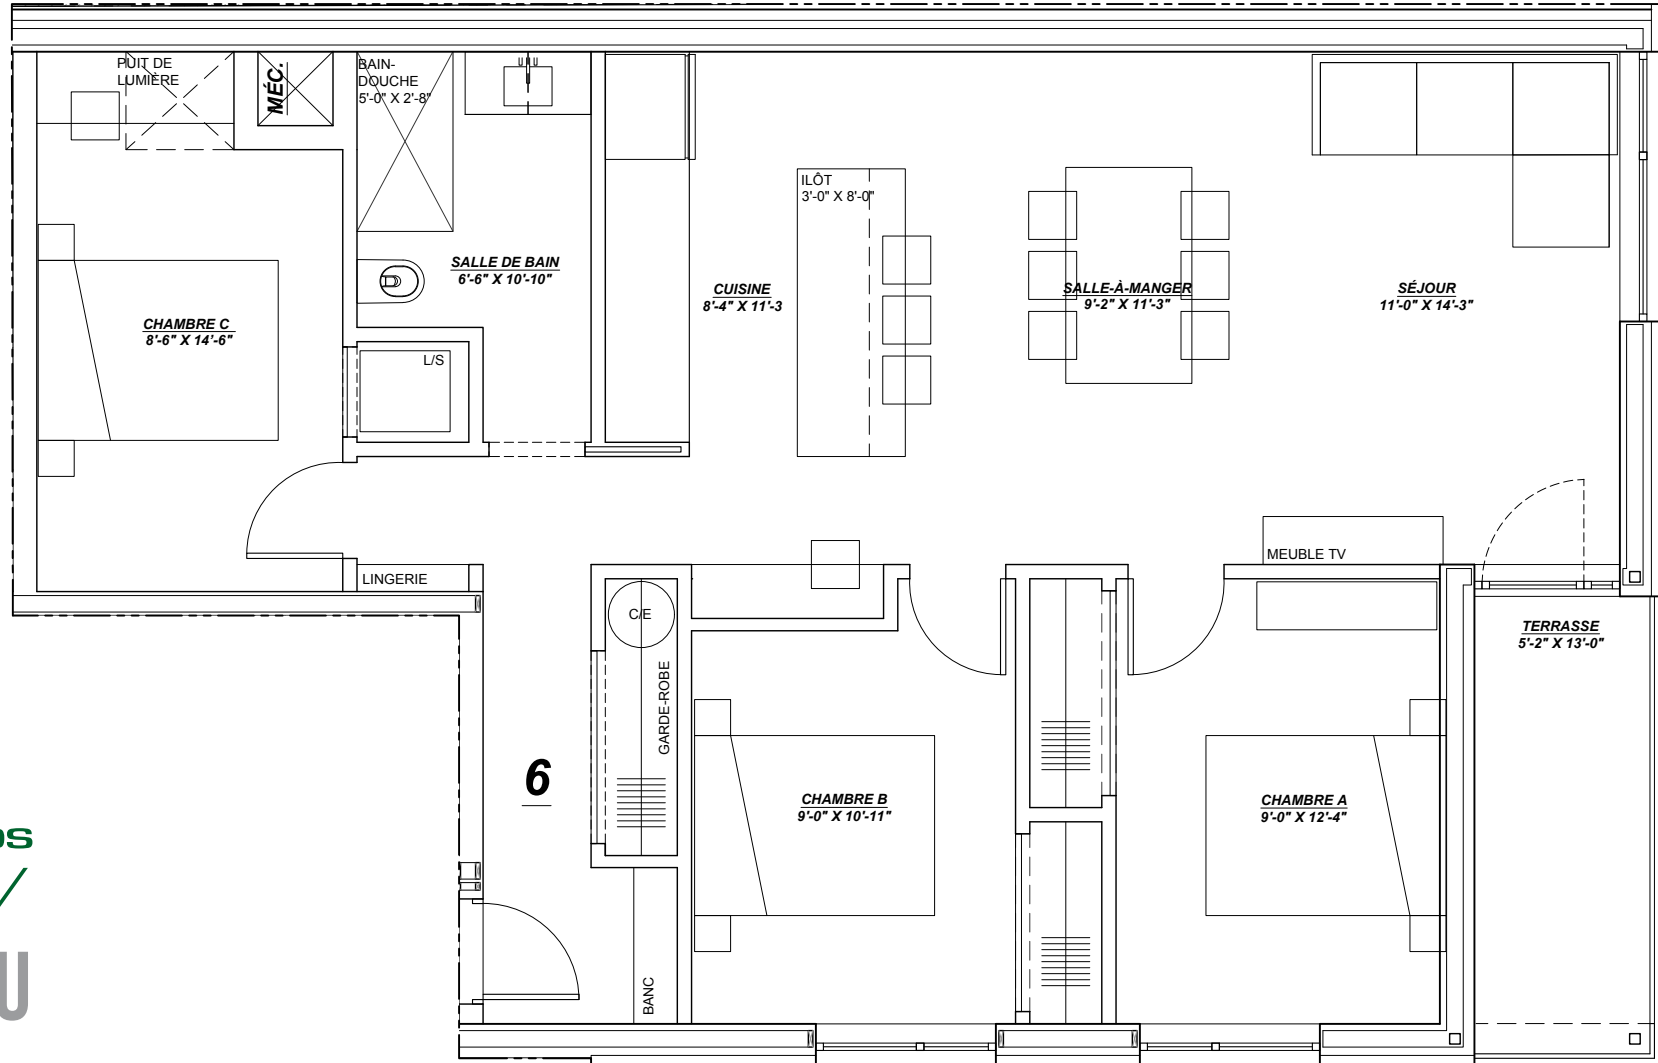 PUIT DE
LUMIÈRE
MÉC.
BAIN-
DOUCHE
5'-0" X 2'-8"
ILÔT
3'-0" X 8'-0"
SALLE DE BAIN
6'-6" X 10'-10"
CUISINE
8'-4" X 11'-3
SALLE-À-MANGER
9'-2" X 11'-3"
SÉJOUR
11'-0" X 14'-3"
CHAMBRE C
8'-6" X 14'-6"
L/S
LINGERIE
MEUBLE TV
C/E
GARDE-ROBE
TERRASSE
5'-2" X 13'-0"
6
CHAMBRE B
9'-0" X 10'-11"
CHAMBRE A
9'-0" X 12'-4"
BANC
U